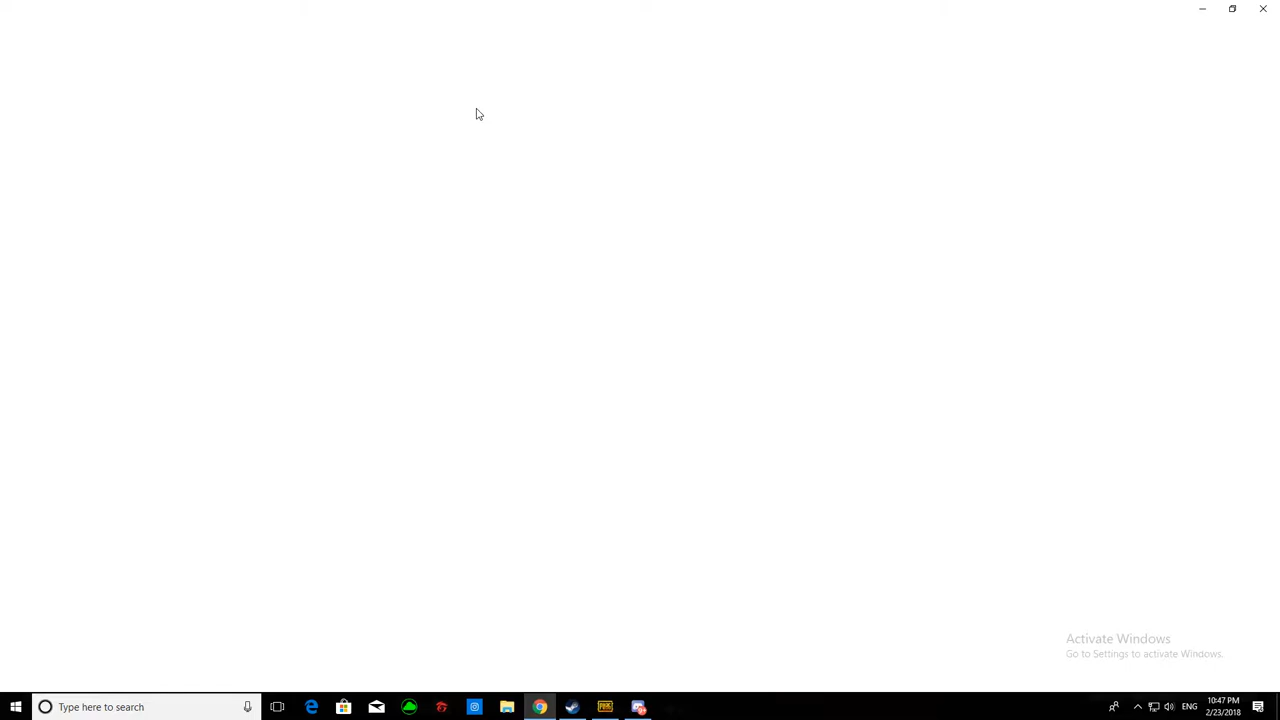 Activate Windows
Go to Settings to activate Windows.
Type here to search
ENG
10:47 PM
2/23/2018